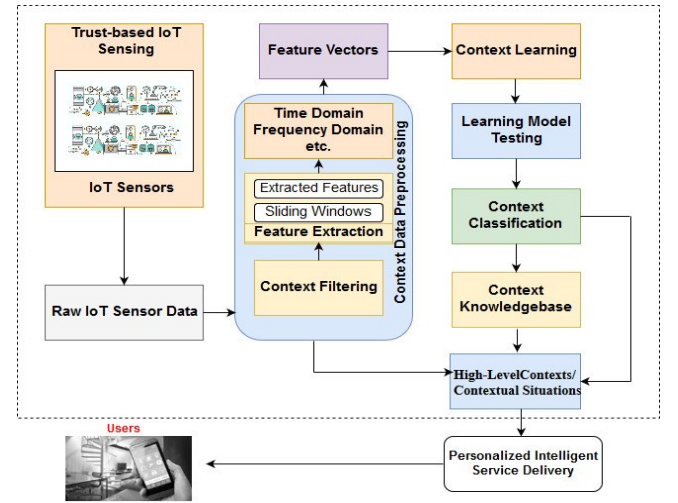 Trust-based IoT
Sensing
IoT Sensors
Raw IoT Sensor Data
Feature Vectors
Time Domain
Frequency Domain
etc.
Extracted Features
Sliding Windows
Feature Extraction
Context Filtering
Context Data Preprocessing
Context Learning
Learning Model
Testing
Context
Classification
Context
Knowledgebase
High-LevelContexts/
Contextual Situations
Personalized Intelligent
Service Delivery
Users